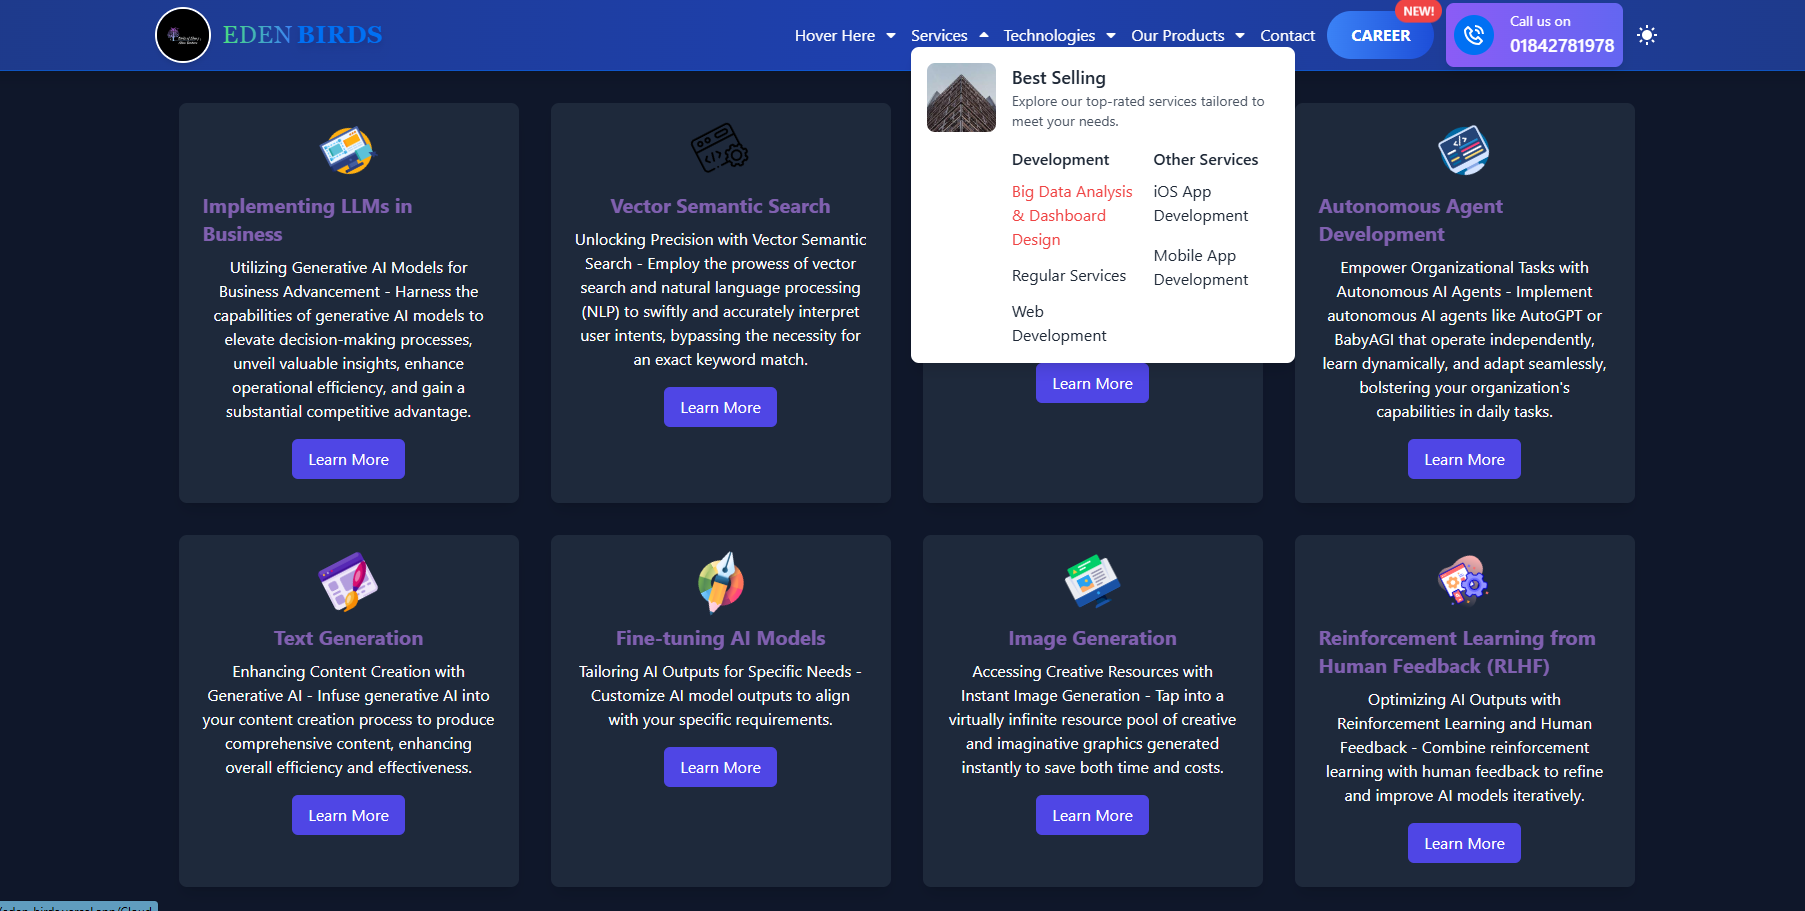 EDEN BIRDS
Hover Here
Services
Technologies
Our Products
Contact
CAREER
NEW!
Call us on
01842781978
Best Selling
Explore our top-rated services tailored to
meet your needs.
Development
Big Data Analysis
& Dashboard
Design
Regular Services
Web
Development
Other Services
iOS App
Development
Mobile App
Development
Implementing LLMs in
Business
Utilizing Generative AI Models for
Business Advancement - Harness the
capabilities of generative AI models to
elevate decision-making processes,
unveil valuable insights, enhance
operational efficiency, and gain a
substantial competitive advantage.
Learn More
Vector Semantic Search
Unlocking Precision with Vector Semantic
Search - Employ the prowess of vector
search and natural language processing
(NLP) to swiftly and accurately interpret
user intents, bypassing the necessity for
an exact keyword match.
Learn More
Learn More
Autonomous Agent
Development
Empower Organizational Tasks with
Autonomous AI Agents - Implement
autonomous AI agents like AutoGPT or
BabyAGI that operate independently,
learn dynamically, and adapt seamlessly,
bolstering your organization's
capabilities in daily tasks.
Learn More
Text Generation
Enhancing Content Creation with
Generative AI - Infuse generative AI into
your content creation process to produce
comprehensive content, enhancing
overall efficiency and effectiveness.
Learn More
Fine-tuning AI Models
Tailoring AI Outputs for Specific Needs -
Customize AI model outputs to align
with your specific requirements.
Learn More
Image Generation
Accessing Creative Resources with
Instant Image Generation - Tap into a
virtually infinite resource pool of creative
and imaginative graphics generated
instantly to save both time and costs.
Learn More
Reinforcement Learning from
Human Feedback (RLHF)
Optimizing AI Outputs with
Reinforcement Learning and Human
Feedback - Combine reinforcement
learning with human feedback to refine
and improve AI models iteratively.
Learn More